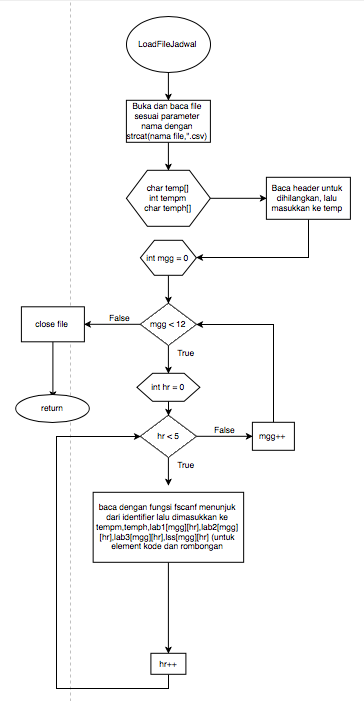 LoadFileJadwal
Buka dan baca file
sesuai parameter
nama dengan
strcat(nama file,".csv)
char temp[]
int tempm
char temph[]
Baca header untuk
dihilangkan, lalu
masukkan ke temp
int mgg = 0
mgg < 12
False
close file
True
return
int hr = 0
hr < 5
False
mgg++
True
baca dengan fungsi fscanf menunjuk
dari identifier lalu dimasukkan ke
tempm,temph,lab1[mgg][hr],lab2[mgg]
[hr],lab3[mgg][hr],lss[mgg][hr] (untuk
element kode dan rombongan
hr++